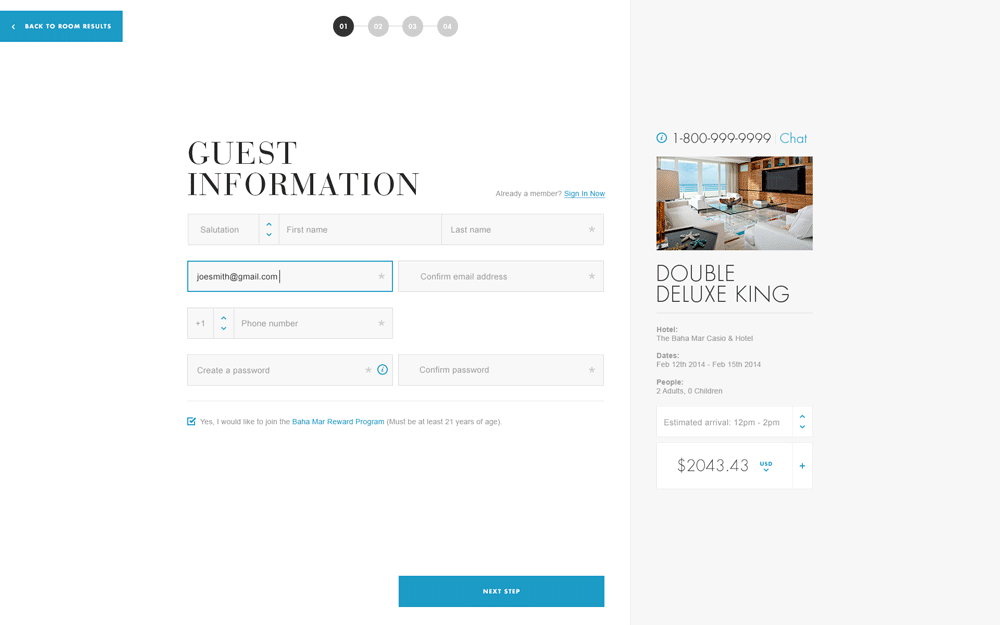 BACK TO ROOM RESULTS
01 02 03 04
GUEST
INFORMATION
Already a member? Sign In Now
Salutation First name Last name *
joesmith@gmail.com * Confirm email address *
+1 Phone number *
Create a password * i Confirm password *
Yes, I would like to join the Baha Mar Reward Program (Must be at least 21 years of age).
NEXT STEP
i 1-800-999-9999 | Chat
DOUBLE
DELUXE KING
Hotel:
The Baha Mar Casio & Hotel
Dates:
Feb 12th 2014 - Feb 15th 2014
People:
2 Adults, 0 Children
Estimated arrival: 12pm - 2pm
$2043.43 USD +